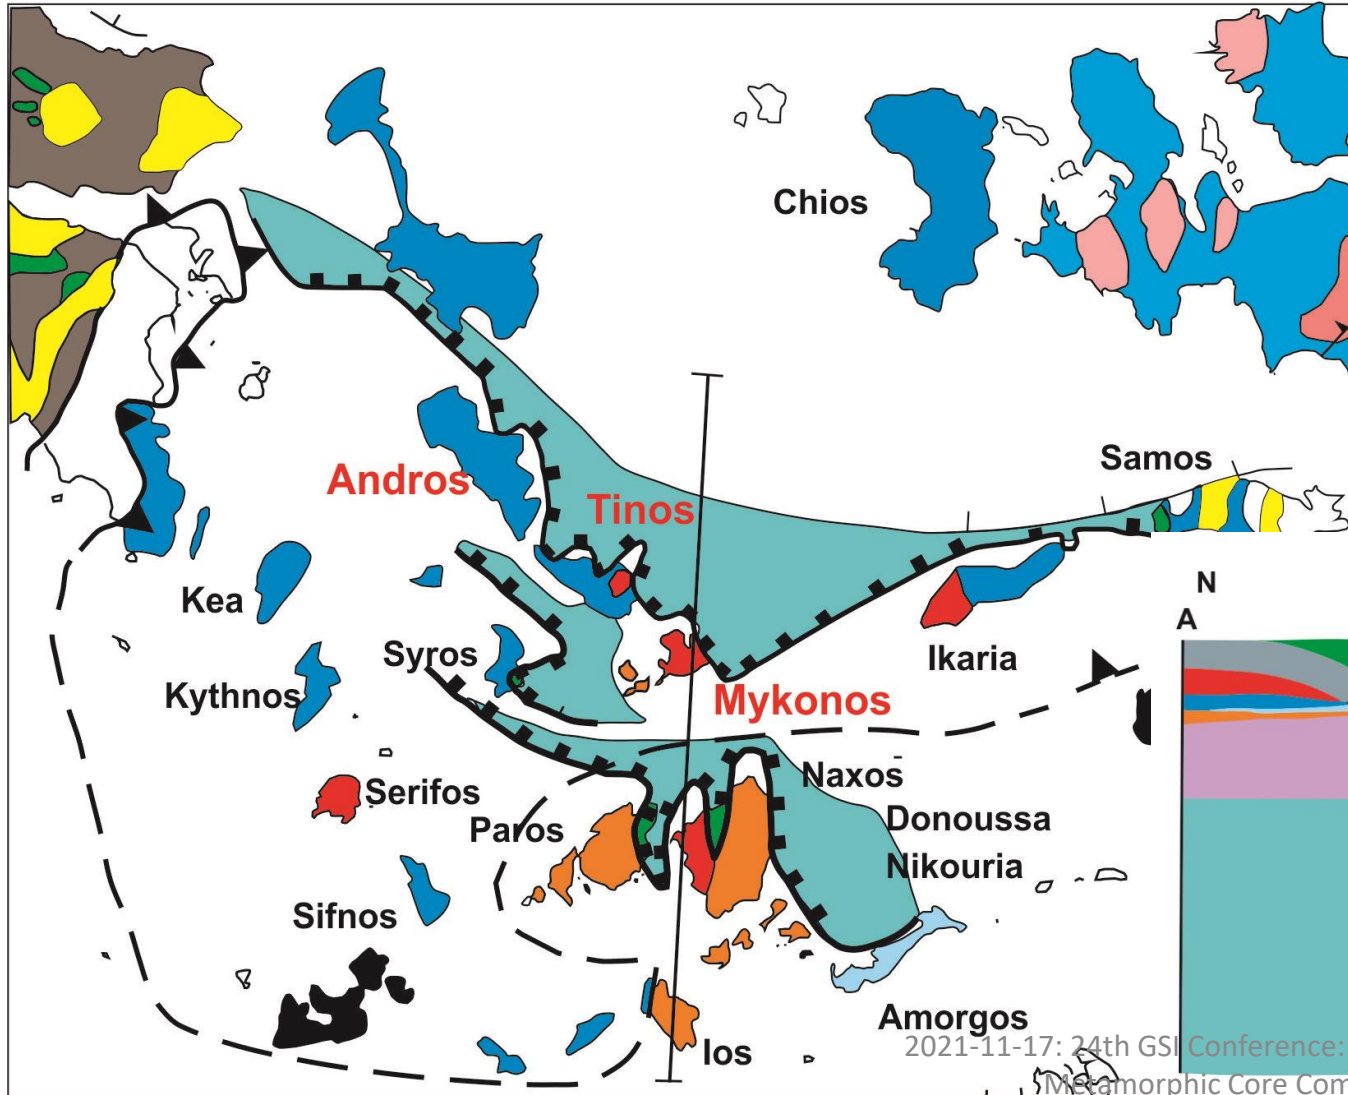 Chios
Samos
Andros
Tinos
N
A
Kea
Ikaria
Syros
Kythnos
Mykonos
Naxos
Serifos
Donoussa
Paros
Nikouria
Sifnos
Amorgos
2021-11-17: 24th GSI Conference:
Ios
Metamorphic Core Com